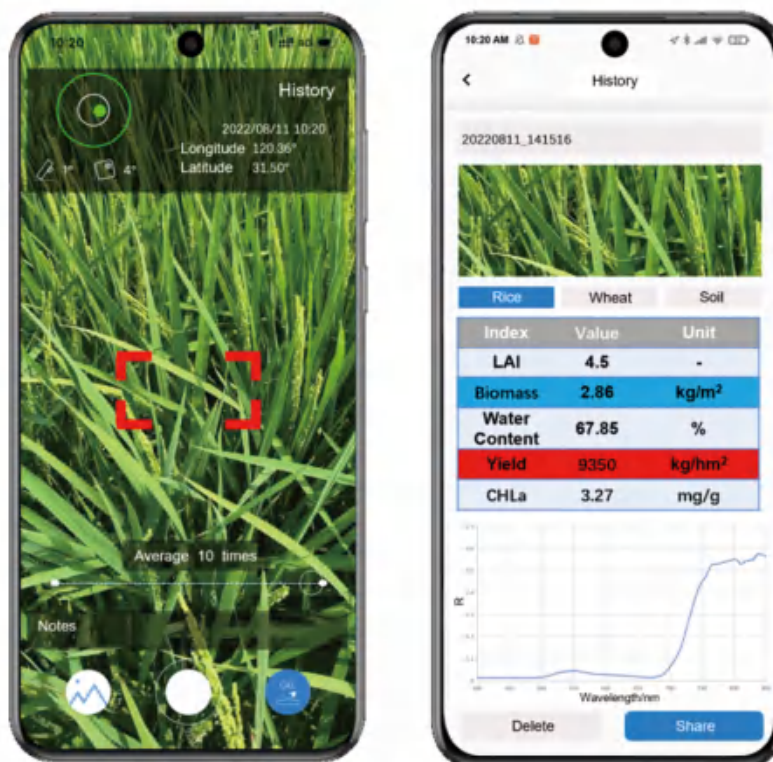 10:20
History
2022/08/11 10:20
Longitude 120.36°
Latitude 31.50°
1° 4°
Average 10 times
Notes
10:20 AM
History
20220811_141516
Rice Wheat Soil
Index Value Unit
LAI 4.5 -
Biomass 2.86 kg/m²
Water Content 67.85 %
Yield 9350 kg/hm²
CHLa 3.27 mg/g
R
Wavelength/nm
Delete Share